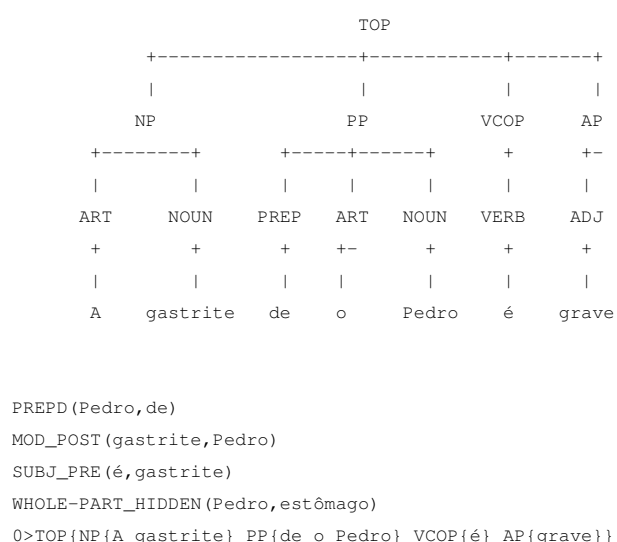 TOP
+------------------+------------+-------+
| | | |
NP PP VCOP AP
+--------+ +-----+------+ + +-
| | | | | | |
ART NOUN PREP ART NOUN VERB ADJ
+ + + +- + + +
| | | | | | |
A gastrite de o Pedro é grave
PREPD(Pedro,de)
MOD_POST(gastrite,Pedro)
SUBJ_PRE(é,gastrite)
WHOLE-PART_HIDDEN(Pedro,estômago)
0>TOP{NP{A gastrite} PP{de o Pedro} VCOP{é} AP{grave}}